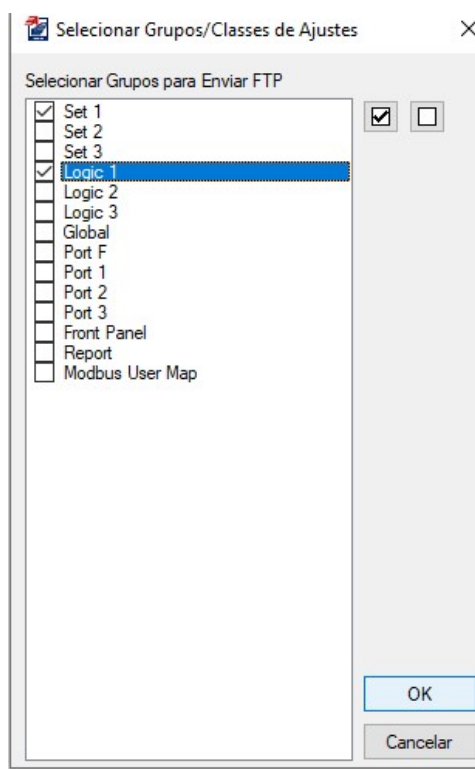 Selecionar Grupos/Classes de Ajustes
Selecionar Grupos para Enviar FTP
Set 1
Set 2
Set 3
Logic 1
Logic 2
Logic 3
Global
Port F
Port 1
Port 2
Port 3
Front Panel
Report
Modbus User Map
OK
Cancelar